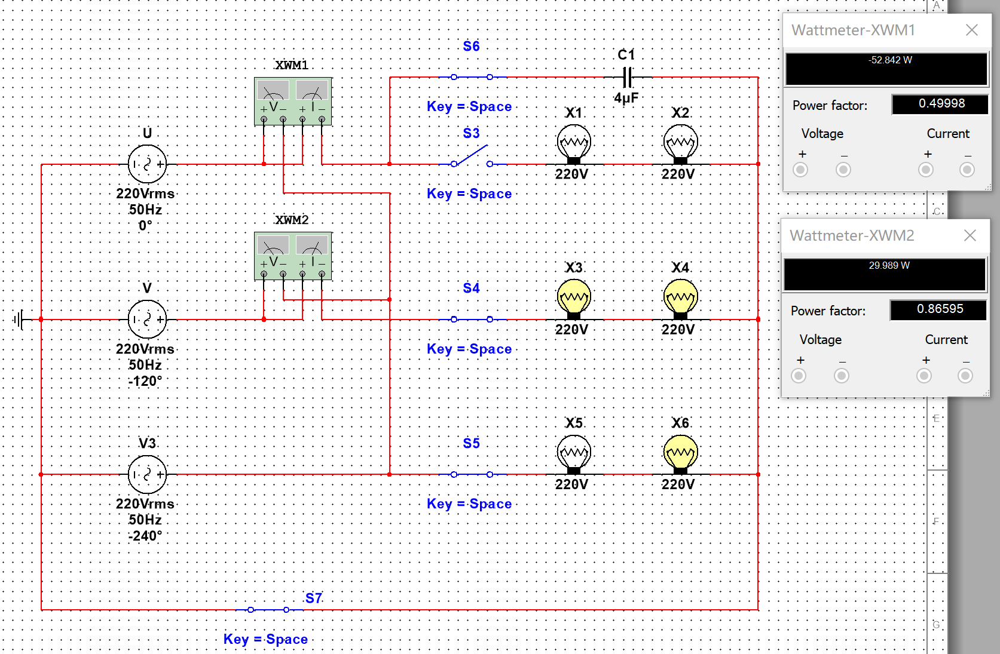 A
Wattmeter-XWM1
-52.842 W
Power factor: 0.49998
Voltage Current
+ – + –
S6
C1
XWM1
Key = Space
4µF
+ V – + I –
X1 X2
U
S3
220V 220V
220Vrms
50Hz
0°
Key = Space
C
XWM2
Wattmeter-XWM2
29.989 W
Power factor: 0.86595
Voltage Current
+ – + –
+ V – + I –
X3 X4
V
S4
220V 220V
220Vrms
50Hz
-120°
Key = Space
E
X5 X6
V3
S5
220V 220V
220Vrms
50Hz
-240°
Key = Space
F
S7
G
Key = Space